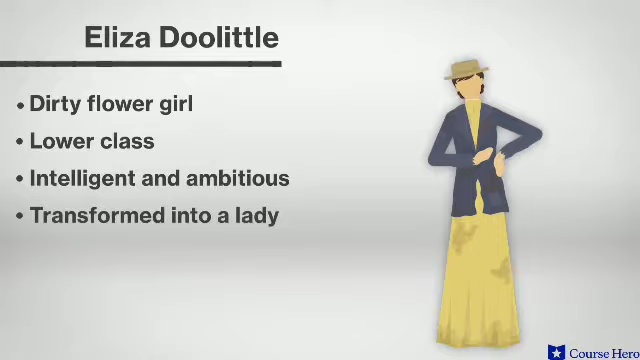 Eliza Doolittle
• Dirty flower girl
• Lower class
• Intelligent and ambitious
• Transformed into a lady
Course Hero